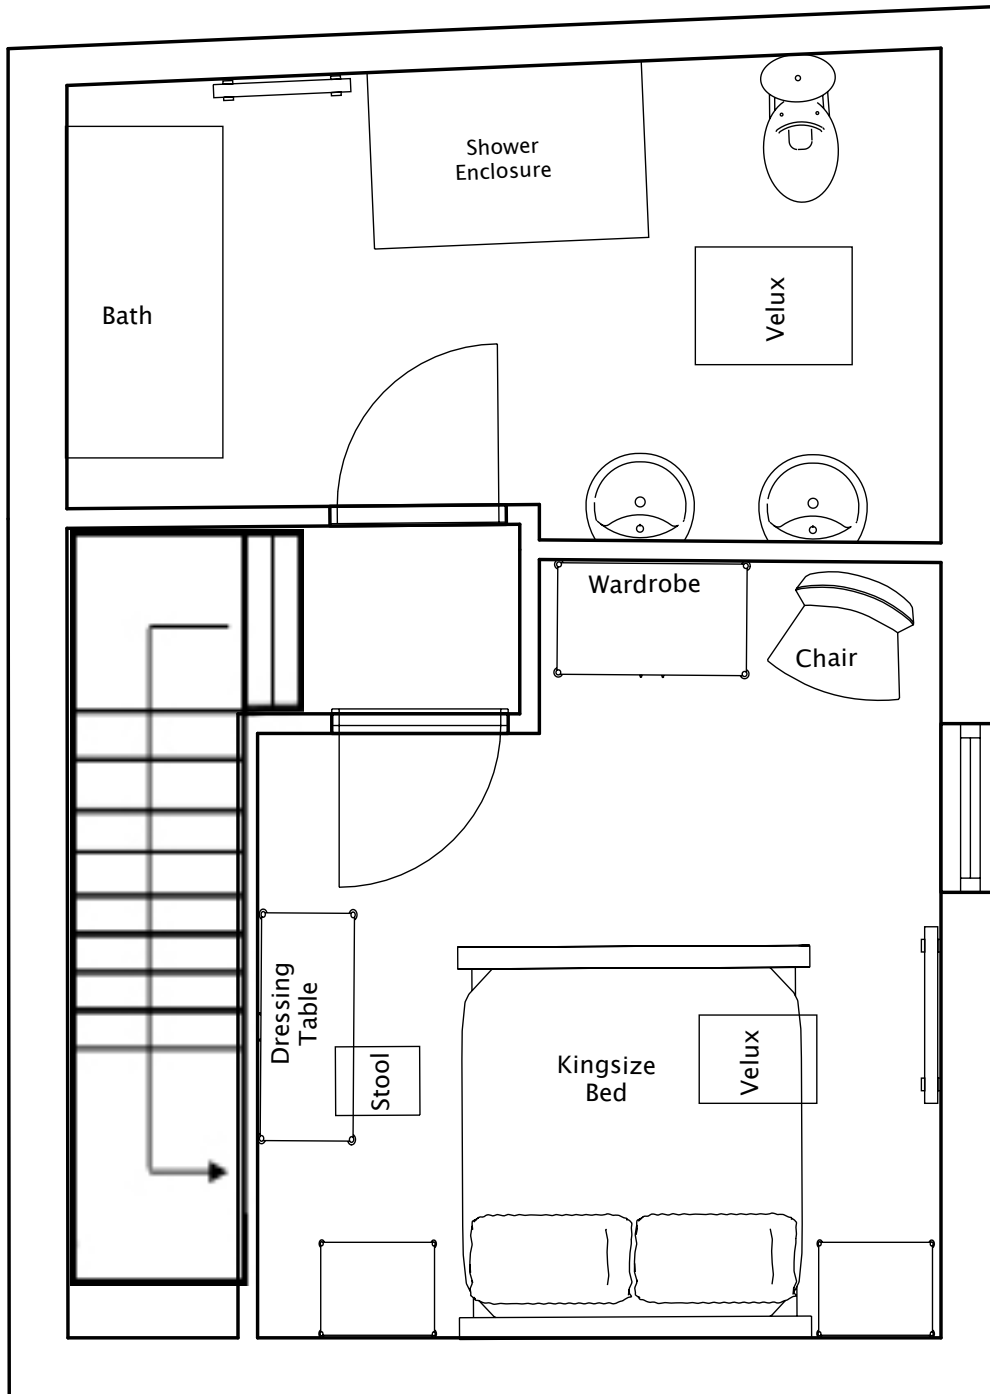 Shower
Enclosure
Bath
Velux
Wardrobe
Chair
Dressing
Table
Stool
Kingsize
Bed
Velux